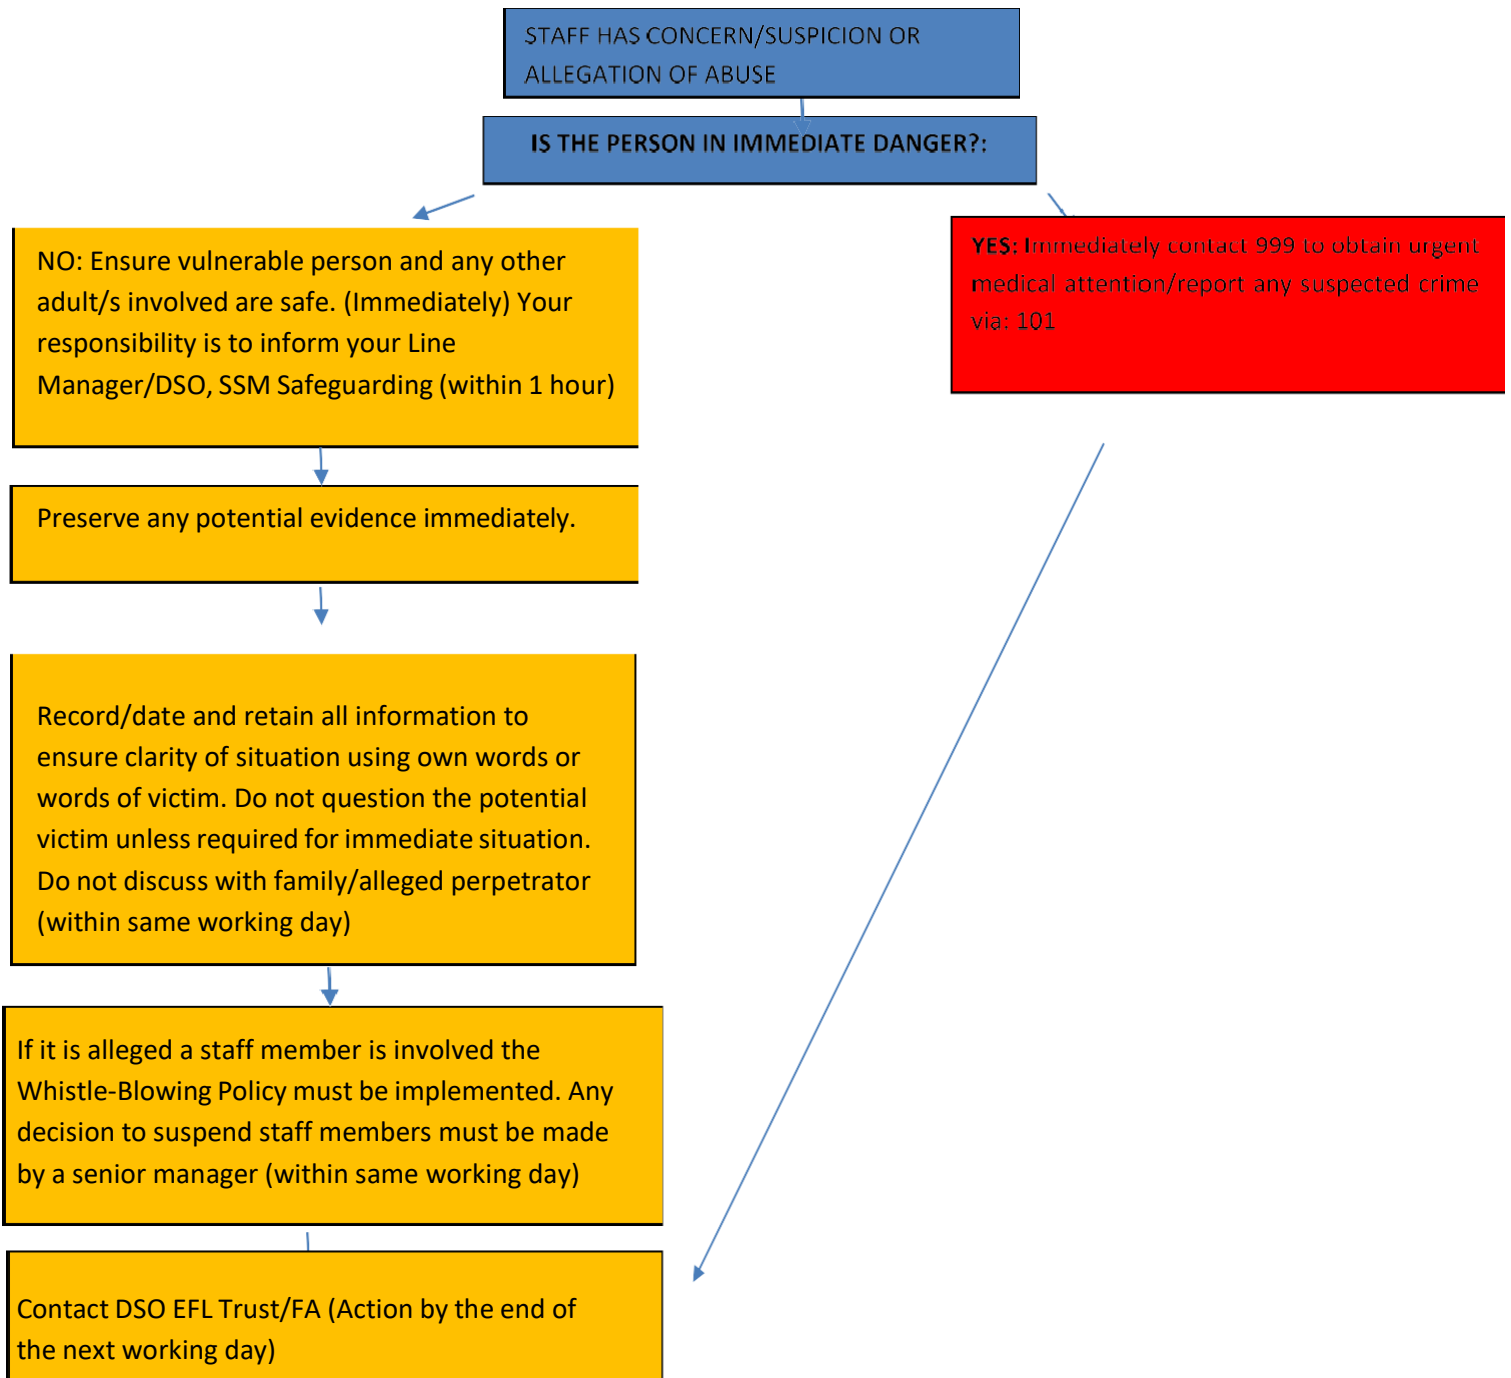 STAFF HAS CONCERN/SUSPICION OR
ALLEGATION OF ABUSE
IS THE PERSON IN IMMEDIATE DANGER?:
NO: Ensure vulnerable person and any other
adult/s involved are safe. (Immediately) Your
responsibility is to inform your Line
Manager/DSO, SSM Safeguarding (within 1 hour)
YES: Immediately contact 999 to obtain urgent
medical attention/report any suspected crime
via: 101
Preserve any potential evidence immediately.
Record/date and retain all information to
ensure clarity of situation using own words or
words of victim. Do not question the potential
victim unless required for immediate situation.
Do not discuss with family/alleged perpetrator
(within same working day)
If it is alleged a staff member is involved the
Whistle-Blowing Policy must be implemented. Any
decision to suspend staff members must be made
by a senior manager (within same working day)
Contact DSO EFL Trust/FA (Action by the end of
the next working day)